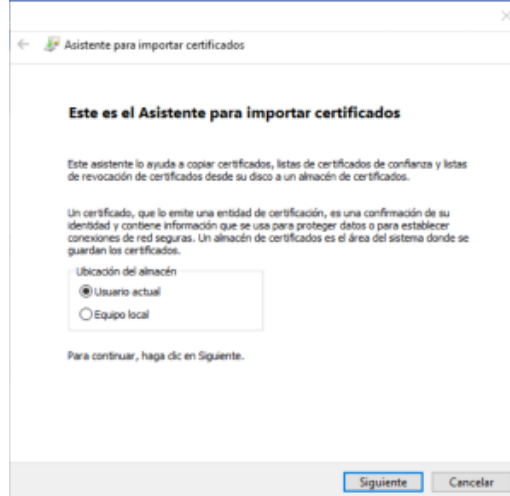 Asistente para importar certificados
Este es el Asistente para importar certificados
Este asistente lo ayuda a copiar certificados, listas de certificados de confianza y listas
de revocación de certificados desde su disco a un almacén de certificados.
Un certificado, que lo emite una entidad de certificación, es una confirmación de su
identidad y contiene información que se usa para proteger datos o para establecer
conexiones de red seguras. Un almacén de certificados es el área del sistema donde se
guardan los certificados.
Ubicación del almacén
Usuario actual
Equipo local
Para continuar, haga clic en Siguiente.
Siguiente Cancelar